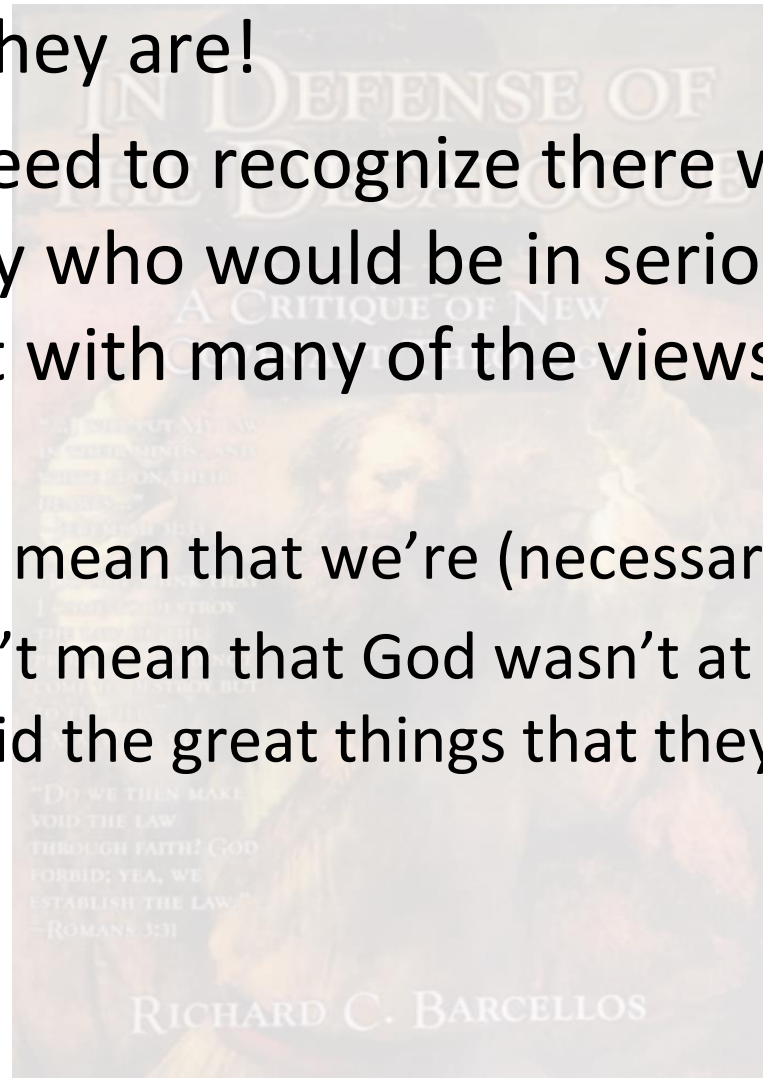 hey are!
IN DEFENSE OF
THE DECALOGUE
eed to recognize there w
y who would be in serio
A CRITIQUE OF NEW
t with many of the views
mean that we’re (necessar
’t mean that God wasn’t at
id the great things that they
“DO WE THEN MAKE
VOID THE LAW
THROUGH FAITH? GOD
FORBID; YEA, WE
ESTABLISH THE LAW.”
–ROMANS 3:31
RICHARD C. BARCELLOS